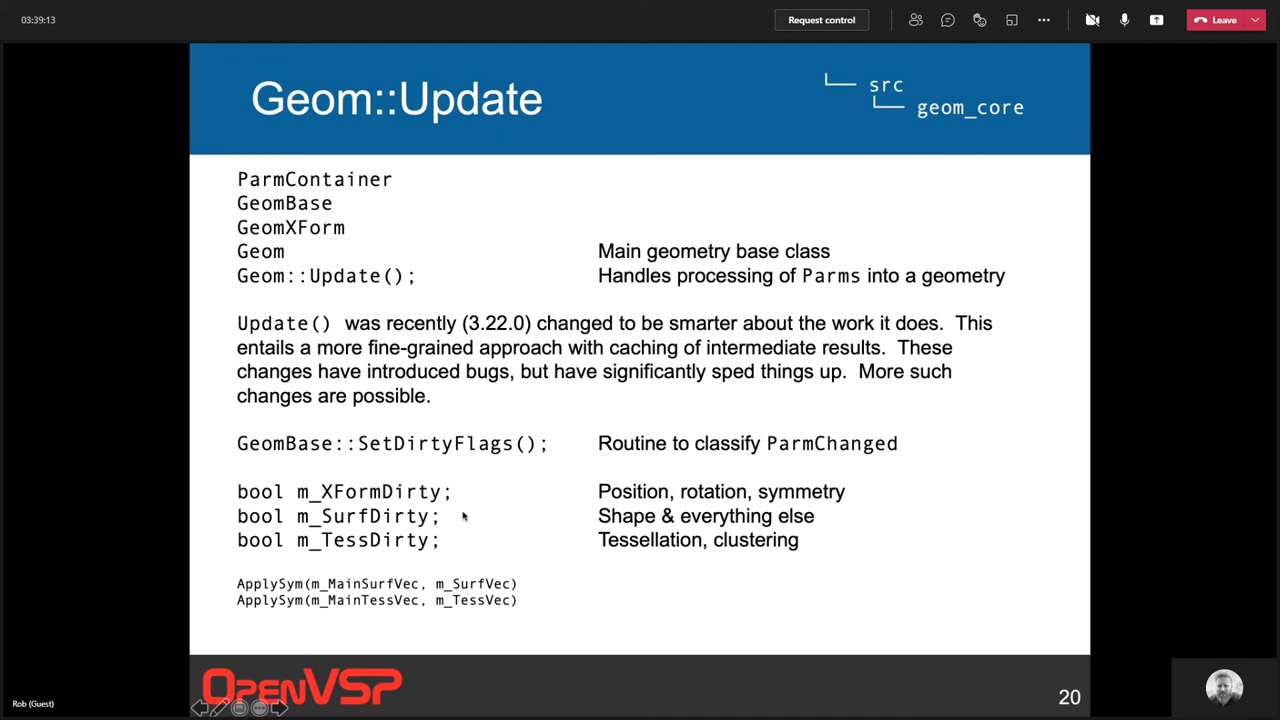 03:39:13
Request control
Leave
Geom::Update
src
geom_core
ParmContainer
GeomBase
GeomXForm
Geom Main geometry base class
Geom::Update(); Handles processing of Parms into a geometry
Update() was recently (3.22.0) changed to be smarter about the work it does. This
entails a more fine-grained approach with caching of intermediate results. These
changes have introduced bugs, but have significantly sped things up. More such
changes are possible.
GeomBase::SetDirtyFlags(); Routine to classify ParmChanged
bool m_XFormDirty; Position, rotation, symmetry
bool m_SurfDirty; Shape & everything else
bool m_TessDirty; Tessellation, clustering
ApplySym(m_MainSurfVec, m_SurfVec)
ApplySym(m_MainTessVec, m_TessVec)
OpenVSP
20
Rob (Guest)